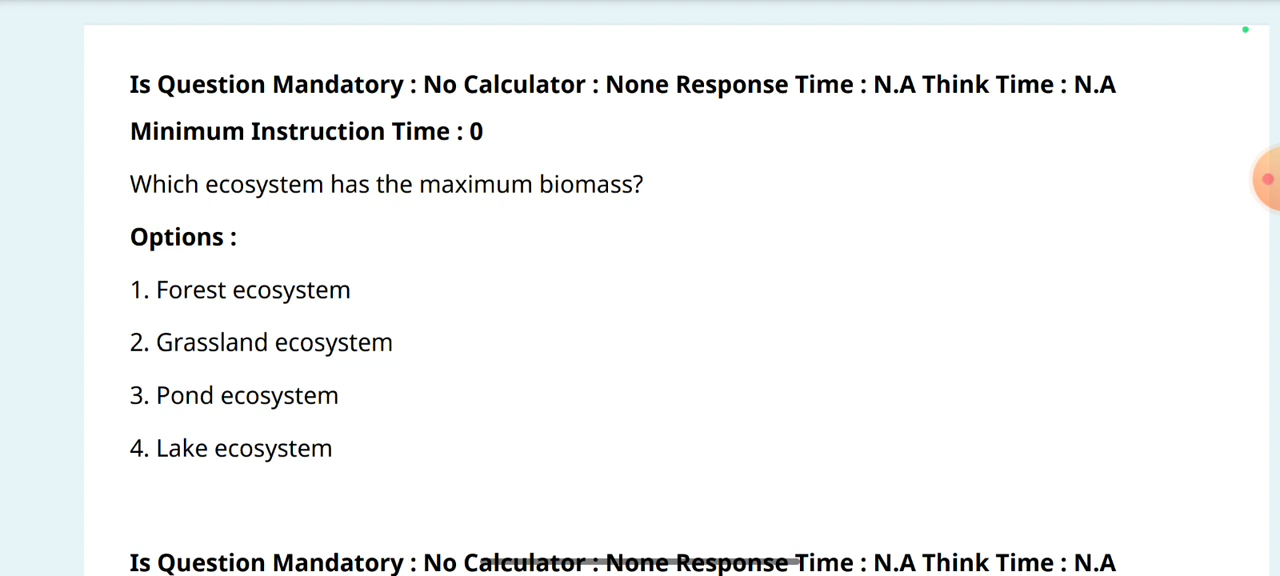 Is Question Mandatory : No Calculator : None Response Time : N.A Think Time : N.A
Minimum Instruction Time : 0
Which ecosystem has the maximum biomass?
Options :
1. Forest ecosystem
2. Grassland ecosystem
3. Pond ecosystem
4. Lake ecosystem
Is Question Mandatory : No Calculator : None Response Time : N.A Think Time : N.A